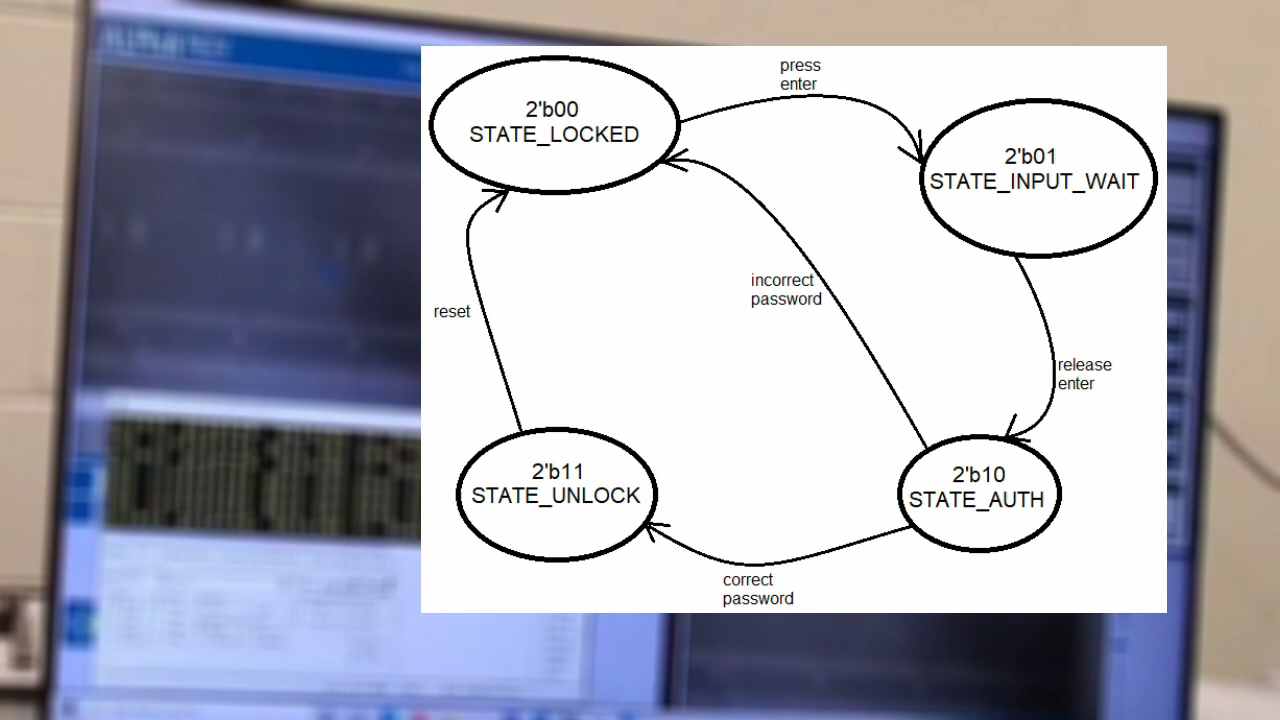 press
enter
2'b00
STATE_LOCKED
2'b01
STATE_INPUT_WAIT
incorrect
password
reset
release
enter
2'b11
STATE_UNLOCK
2'b10
STATE_AUTH
correct
password